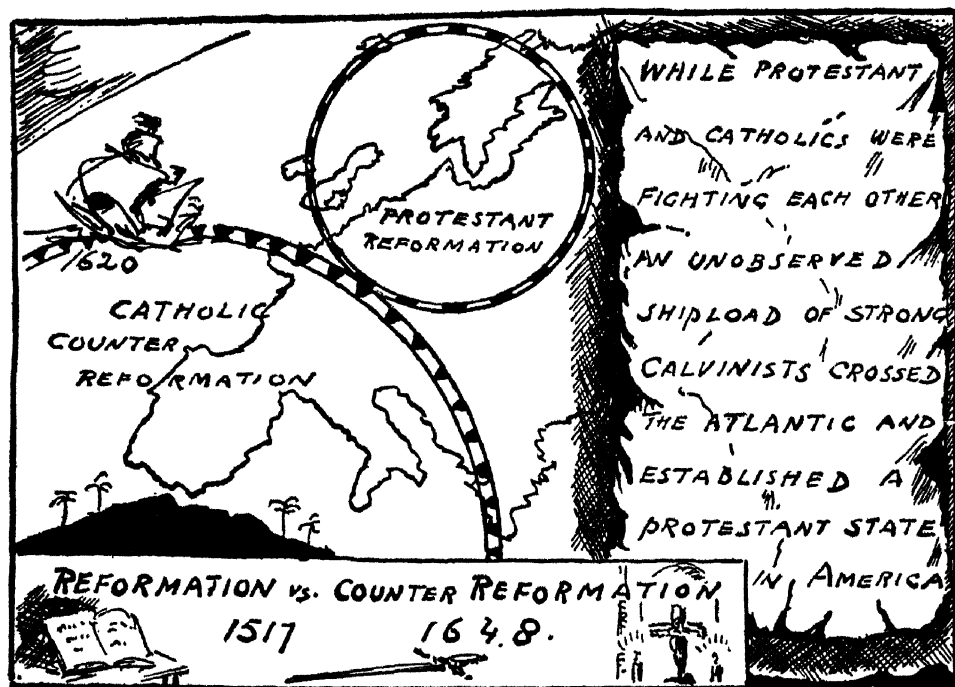 WHILE PROTESTANT
AND CATHOLICS WERE
FIGHTING EACH OTHER
AN UNOBSERVED
SHIPLOAD OF STRONG
CALVINISTS CROSSED
THE ATLANTIC AND
ESTABLISHED A
PROTESTANT STATE
IN AMERICA
PROTESTANT
REFORMATION
1620
CATHOLIC
COUNTER
REFORMATION
REFORMATION vs. COUNTER REFORMATION
1517 1648.